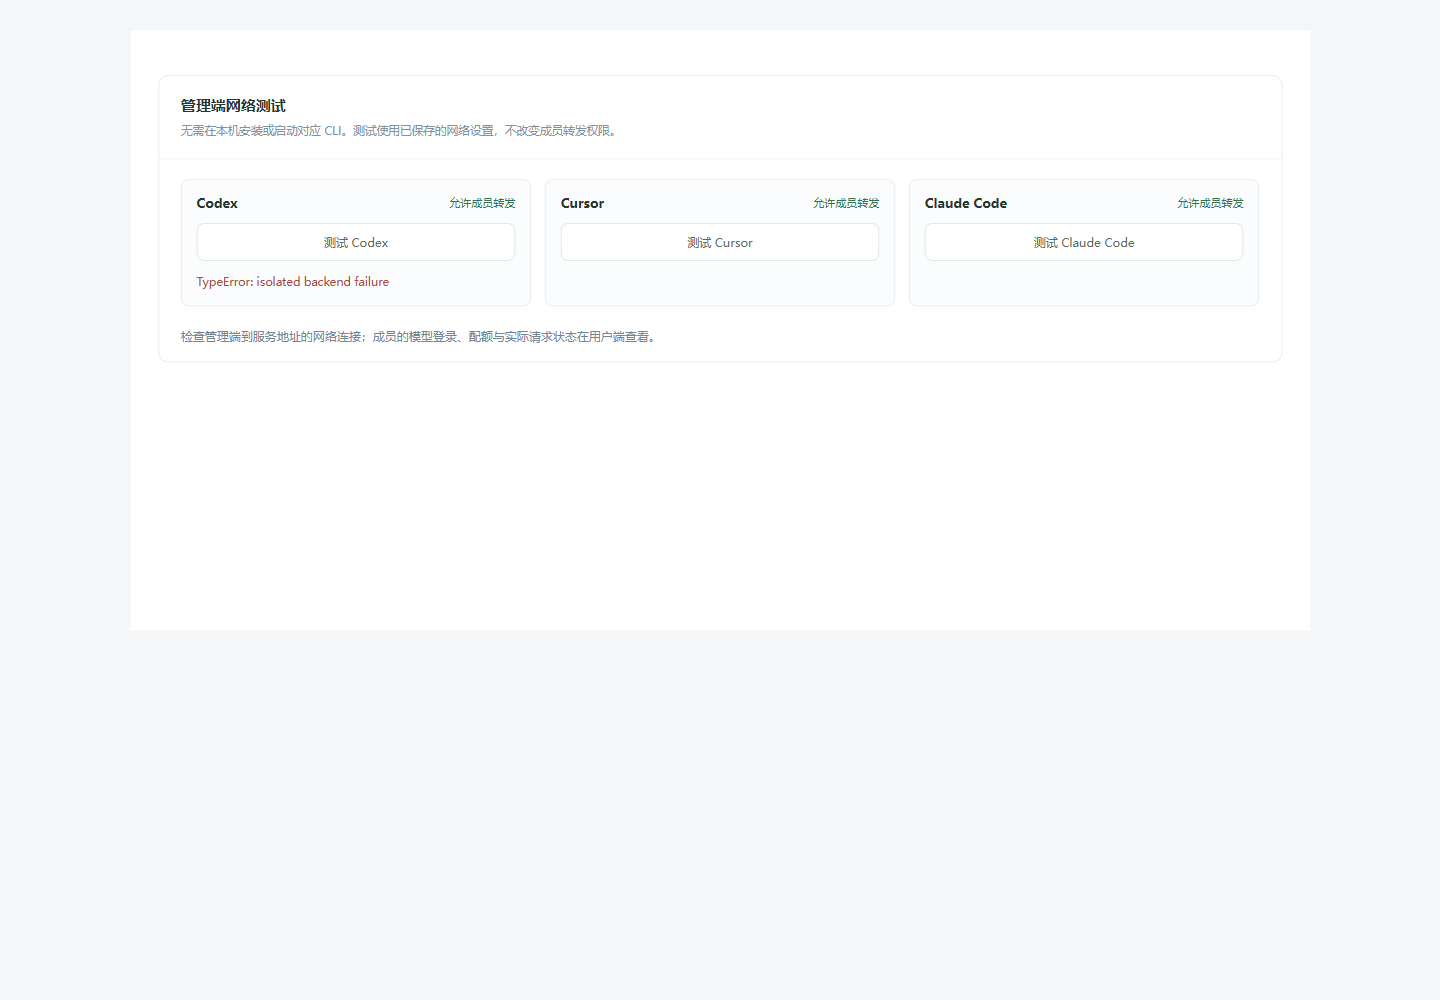 管理端网络测试
无需在本机安装或启动对应 CLI。测试使用已保存的网络设置，不改变成员转发权限。
Codex 允许成员转发
测试 Codex
TypeError: isolated backend failure
Cursor 允许成员转发
测试 Cursor
Claude Code 允许成员转发
测试 Claude Code
检查管理端到服务地址的网络连接；成员的模型登录、配额与实际请求状态在用户端查看。